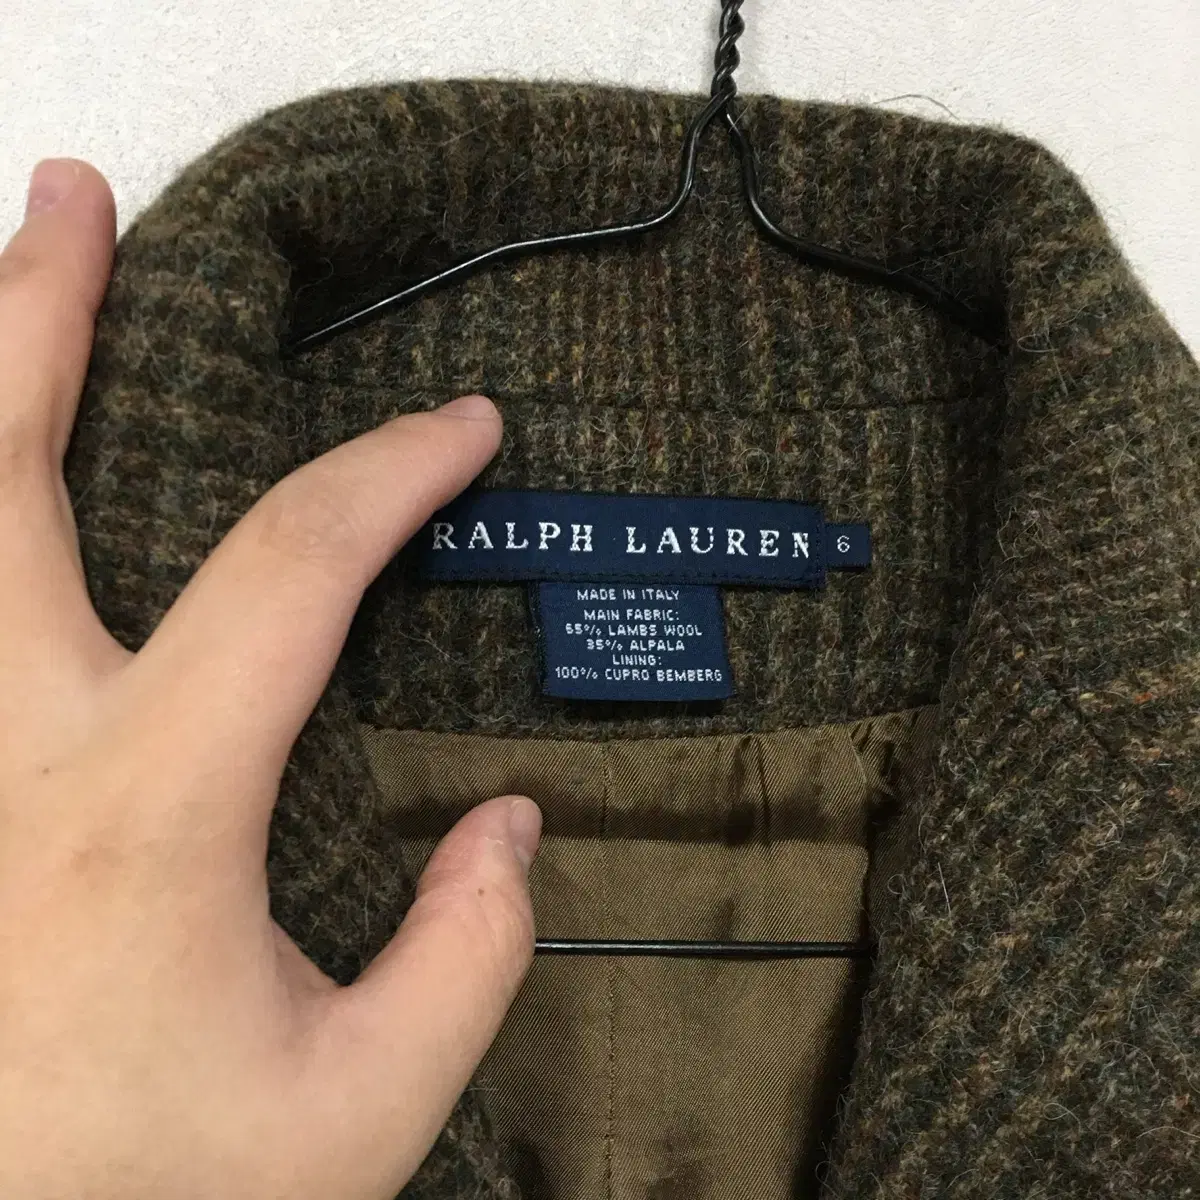 RALPH LAUREN
6
MADE IN ITALY
MAIN FABRIC:
65% LAMBS WOOL
35% ALPALA
LINING:
100% CUPRO BEMBERG